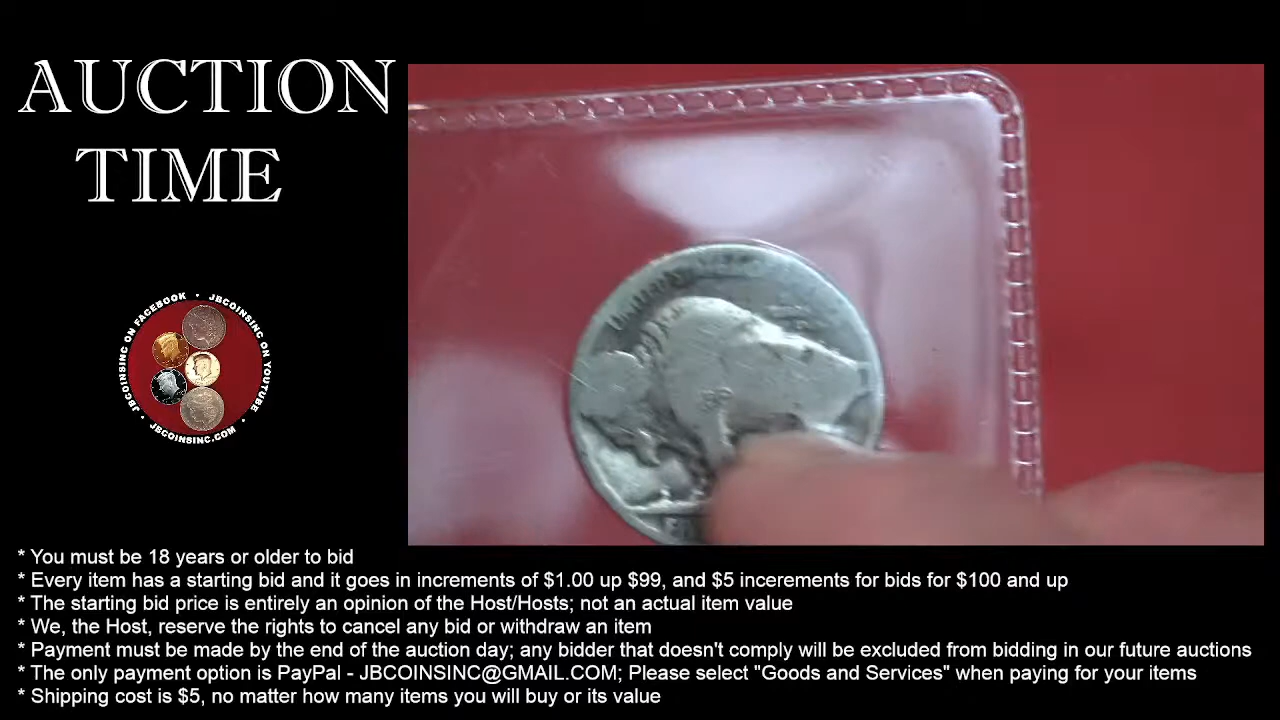 AUCTION
TIME
JBCOINSINC ON FACEBOOK • JBCOINSINC ON YOUTUBE • JBCOINSINC.COM •
UNITED
* You must be 18 years or older to bid
* Every item has a starting bid and it goes in increments of $1.00 up $99, and $5 incerements for bids for $100 and up
* The starting bid price is entirely an opinion of the Host/Hosts; not an actual item value
* We, the Host, reserve the rights to cancel any bid or withdraw an item
* Payment must be made by the end of the auction day; any bidder that doesn't comply will be excluded from bidding in our future auctions
* The only payment option is PayPal - JBCOINSINC@GMAIL.COM; Please select "Goods and Services" when paying for your items
* Shipping cost is $5, no matter how many items you will buy or its value